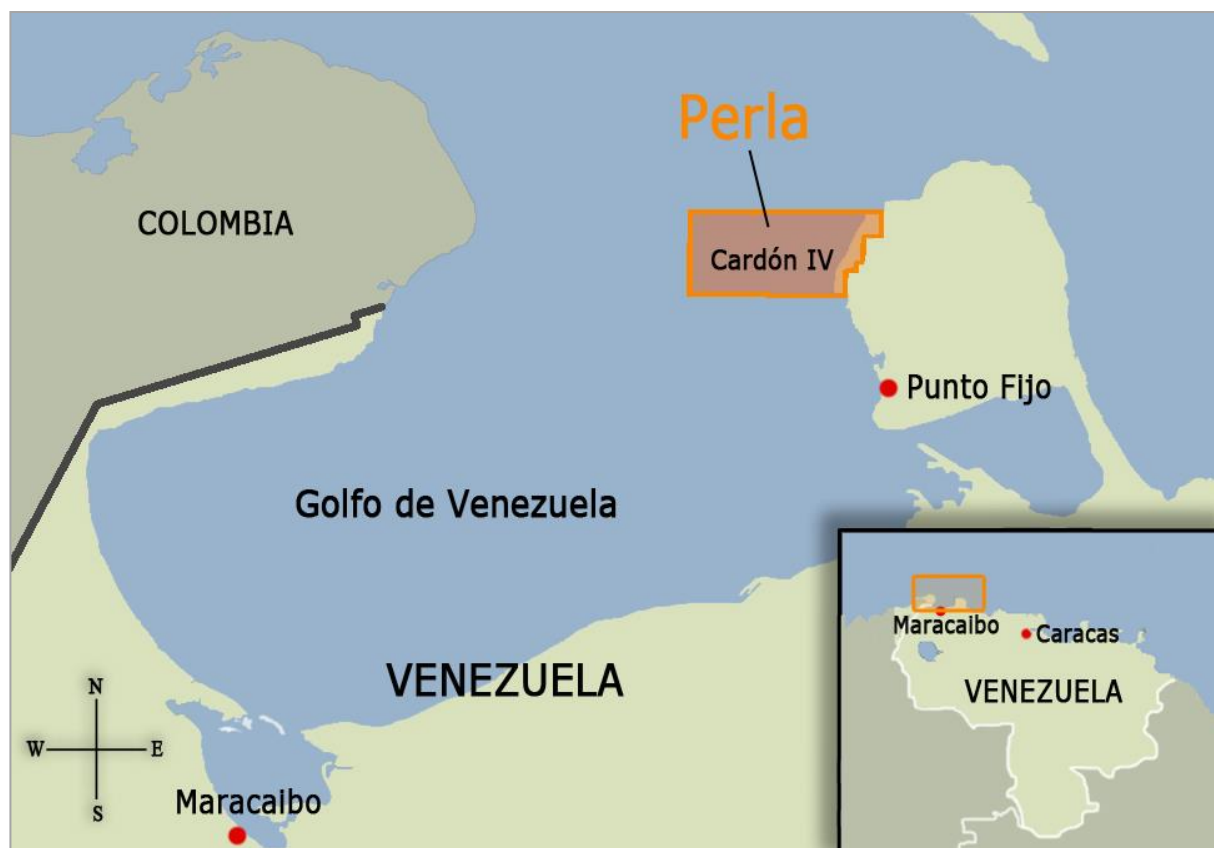 Perla
COLOMBIA
Cardón IV
Punto Fijo
Golfo de Venezuela
VENEZUELA
N
W
E
S
Maracaibo
Maracaibo
Caracas
VENEZUELA